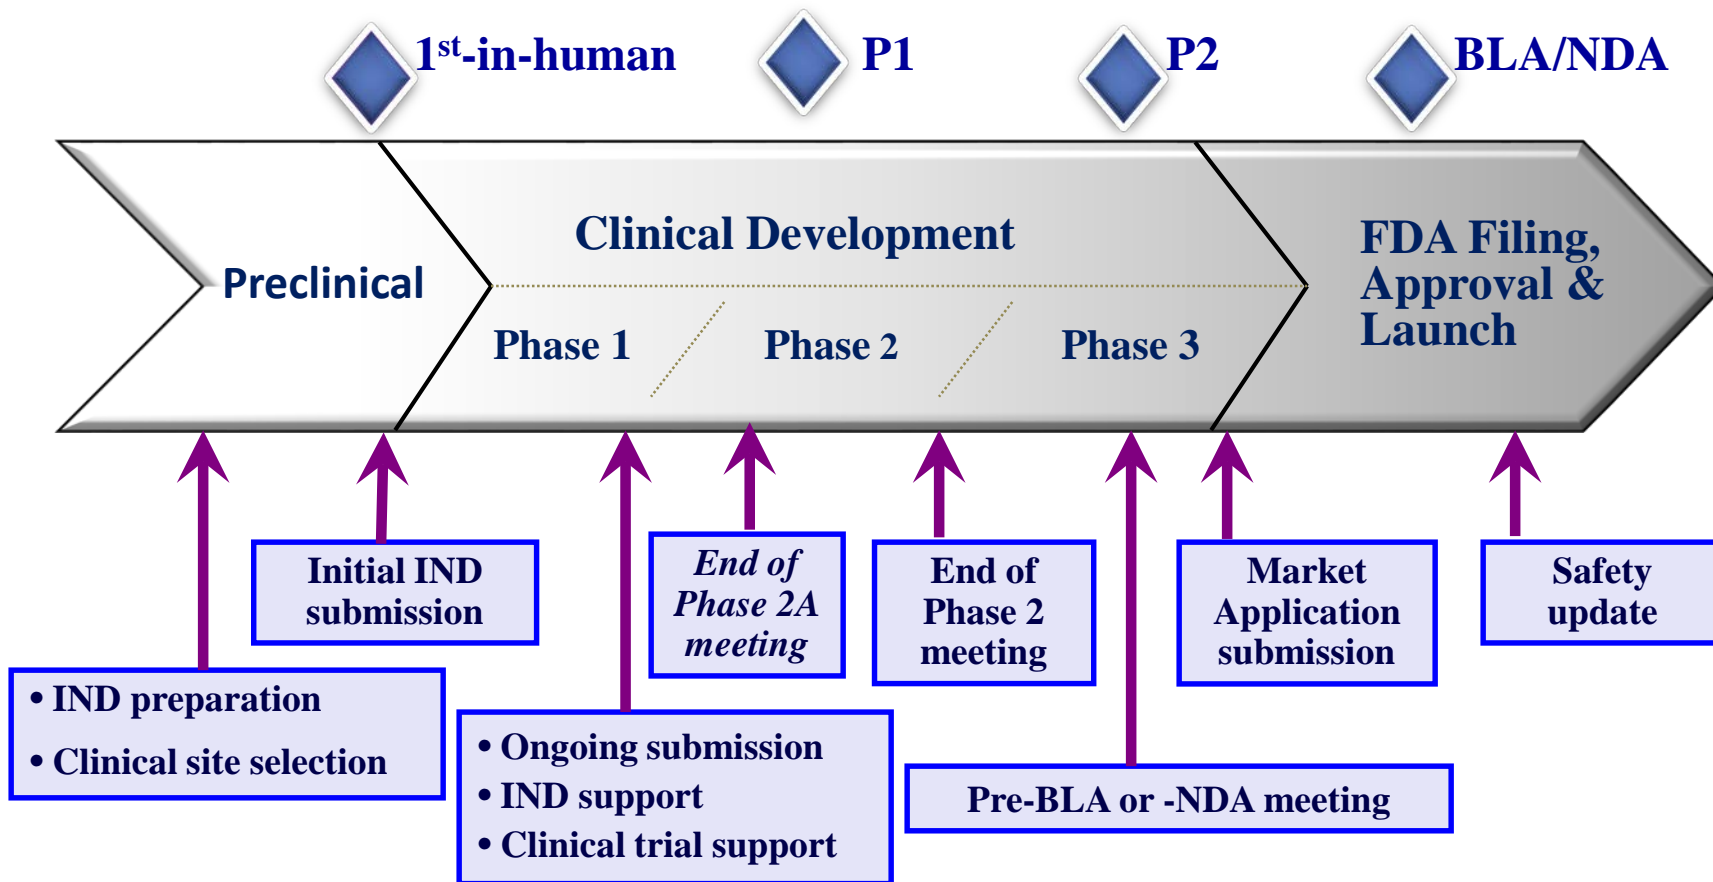 1st-in-human
P1
P2
BLA/NDA
Clinical Development
Preclinical
FDA Filing,
Approval &
Launch
Phase 1
Phase 2
Phase 3
Initial IND
submission
End of
Phase 2A
meeting
End of
Phase 2
meeting
Market
Application
submission
Safety
update
• IND preparation
• Clinical site selection
• Ongoing submission
• IND support
• Clinical trial support
Pre-BLA or -NDA meeting